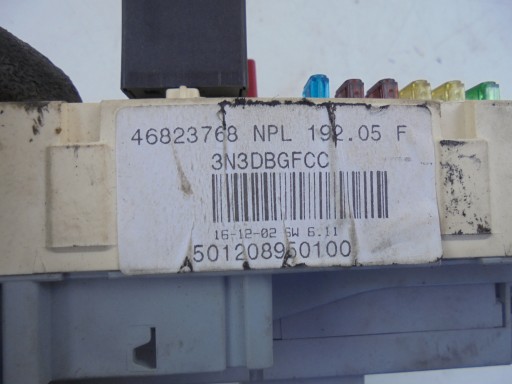 46823768 NPL 192.05 F
3N3DBGFCC
16-12-02 SW 6.11
501208950100